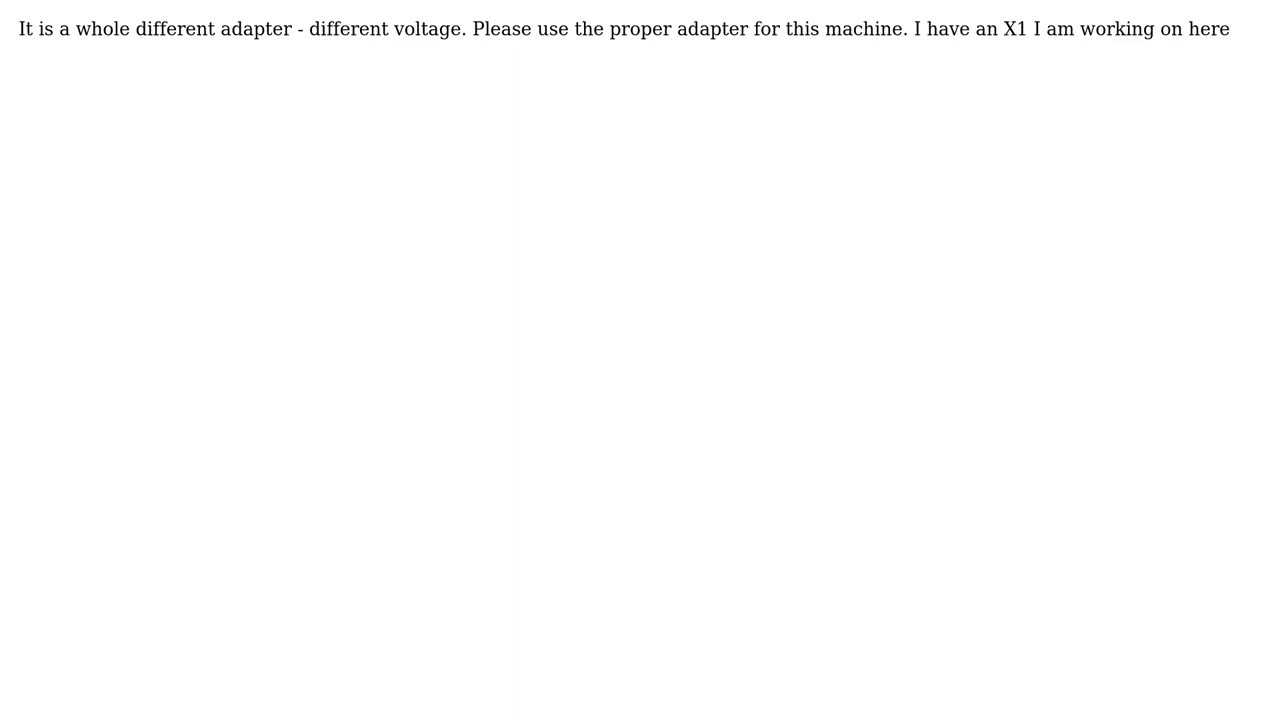 It is a whole different adapter - different voltage. Please use the proper adapter for this machine. I have an X1 I am working on here